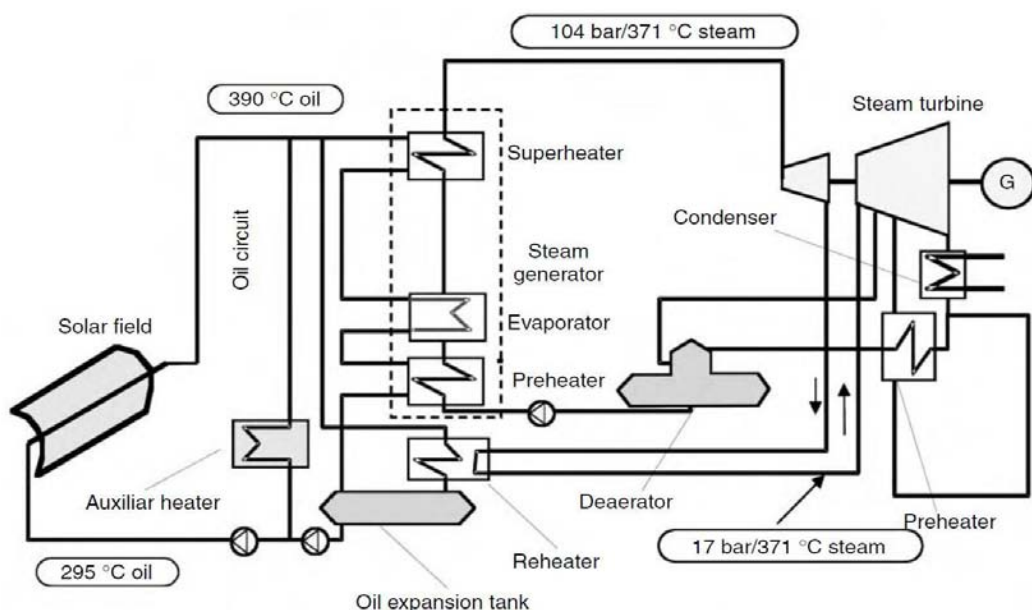 104 bar/371 °C steam
390 °C oil
Steam turbine
Superheater
G
Condenser
Oil circuit
Steam
generator
Solar field
Evaporator
Preheater
Auxiliar heater
Deaerator
Preheater
Reheater
17 bar/371 °C steam
295 °C oil
Oil expansion tank